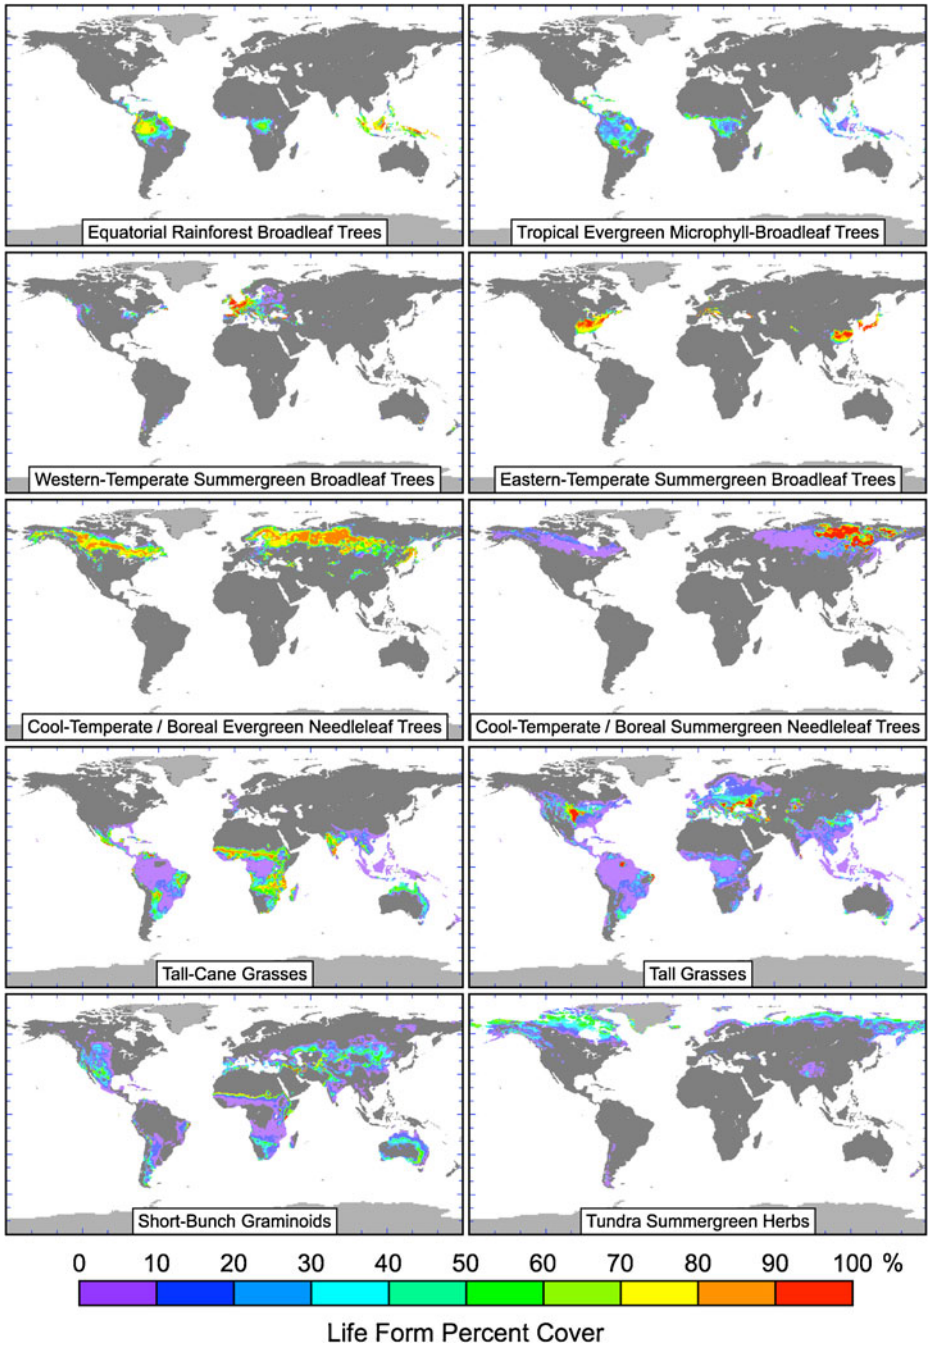 Equatorial Rainforest Broadleaf Trees
Tropical Evergreen Microphyll-Broadleaf Trees
Western-Temperate Summergreen Broadleaf Trees
Eastern-Temperate Summergreen Broadleaf Trees
Cool-Temperate / Boreal Evergreen Needleleaf Trees
Cool-Temperate / Boreal Summergreen Needleleaf Trees
Tall-Cane Grasses
Tall Grasses
Short-Bunch Graminoids
Tundra Summergreen Herbs
0 10 20 30 40 50 60 70 80 90 100 %
Life Form Percent Cover